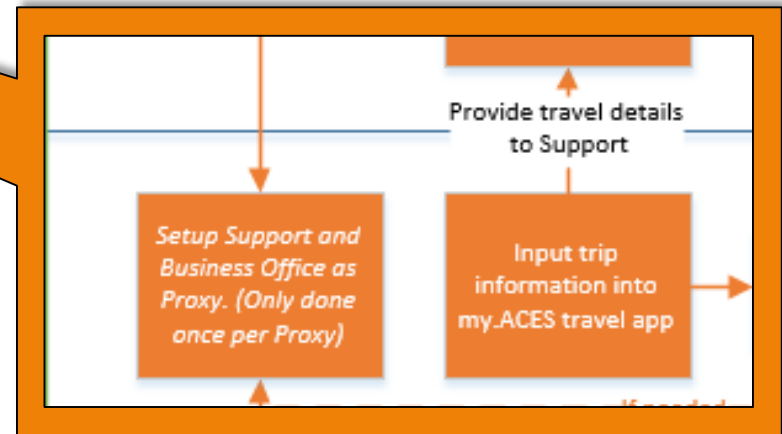 Provide travel details
to Support
Setup Support and
Business Office as
Proxy. (Only done
once per Proxy)
Input trip
information into
my.ACES travel app